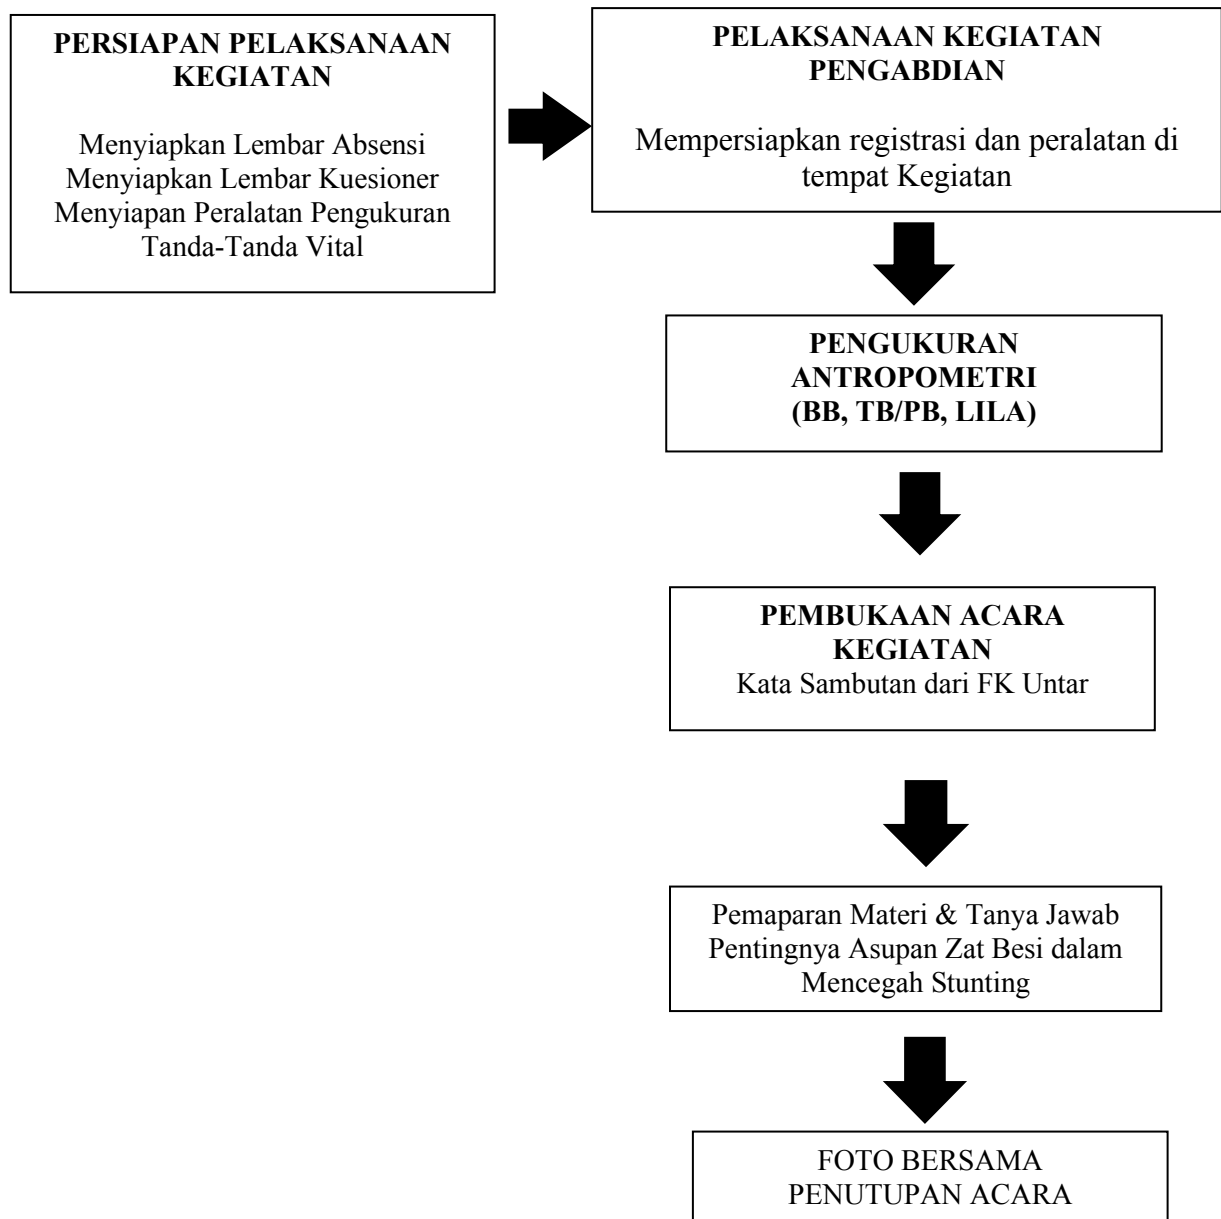 PERSIAPAN PELAKSANAAN
KEGIATAN
Menyiapkan Lembar Absensi
Menyiapkan Lembar Kuesioner
Menyiapan Peralatan Pengukuran
Tanda-Tanda Vital
PELAKSANAAN KEGIATAN
PENGABDIAN
Mempersiapkan registrasi dan peralatan di
tempat Kegiatan
PENGUKURAN
ANTROPOMETRI
(BB, TB/PB, LILA)
PEMBUKAAN ACARA
KEGIATAN
Kata Sambutan dari FK Untar
Pemaparan Materi & Tanya Jawab
Pentingnya Asupan Zat Besi dalam
Mencegah Stunting
FOTO BERSAMA
PENUTUPAN ACARA